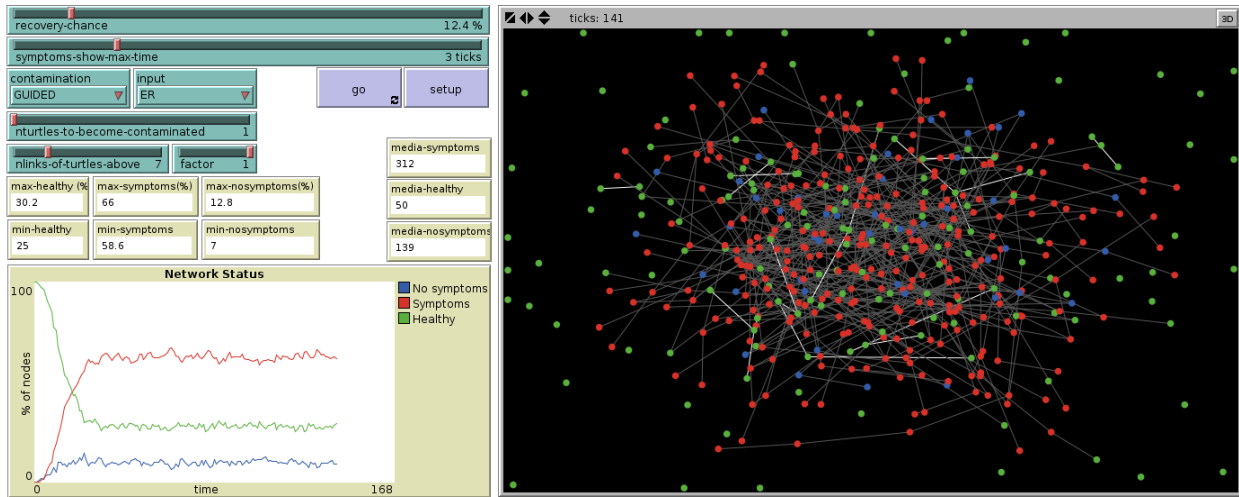 recovery-chance 12.4 %
symptoms-show-max-time 3 ticks
contamination
GUIDED
input
ER
go
setup
nturtles-to-become-contaminated 1
nlinks-of-turtles-above 7
factor 1
media-symptoms
312
media-healthy
50
media-nosymptoms
139
max-healthy (%
30.2
max-symptoms(%)
66
max-nosymptoms(%)
12.8
min-healthy
25
min-symptoms
58.6
min-nosymptoms
7
Network Status
100
% of nodes
0
0
time
168
No symptoms
Symptoms
Healthy
ticks: 141
3D